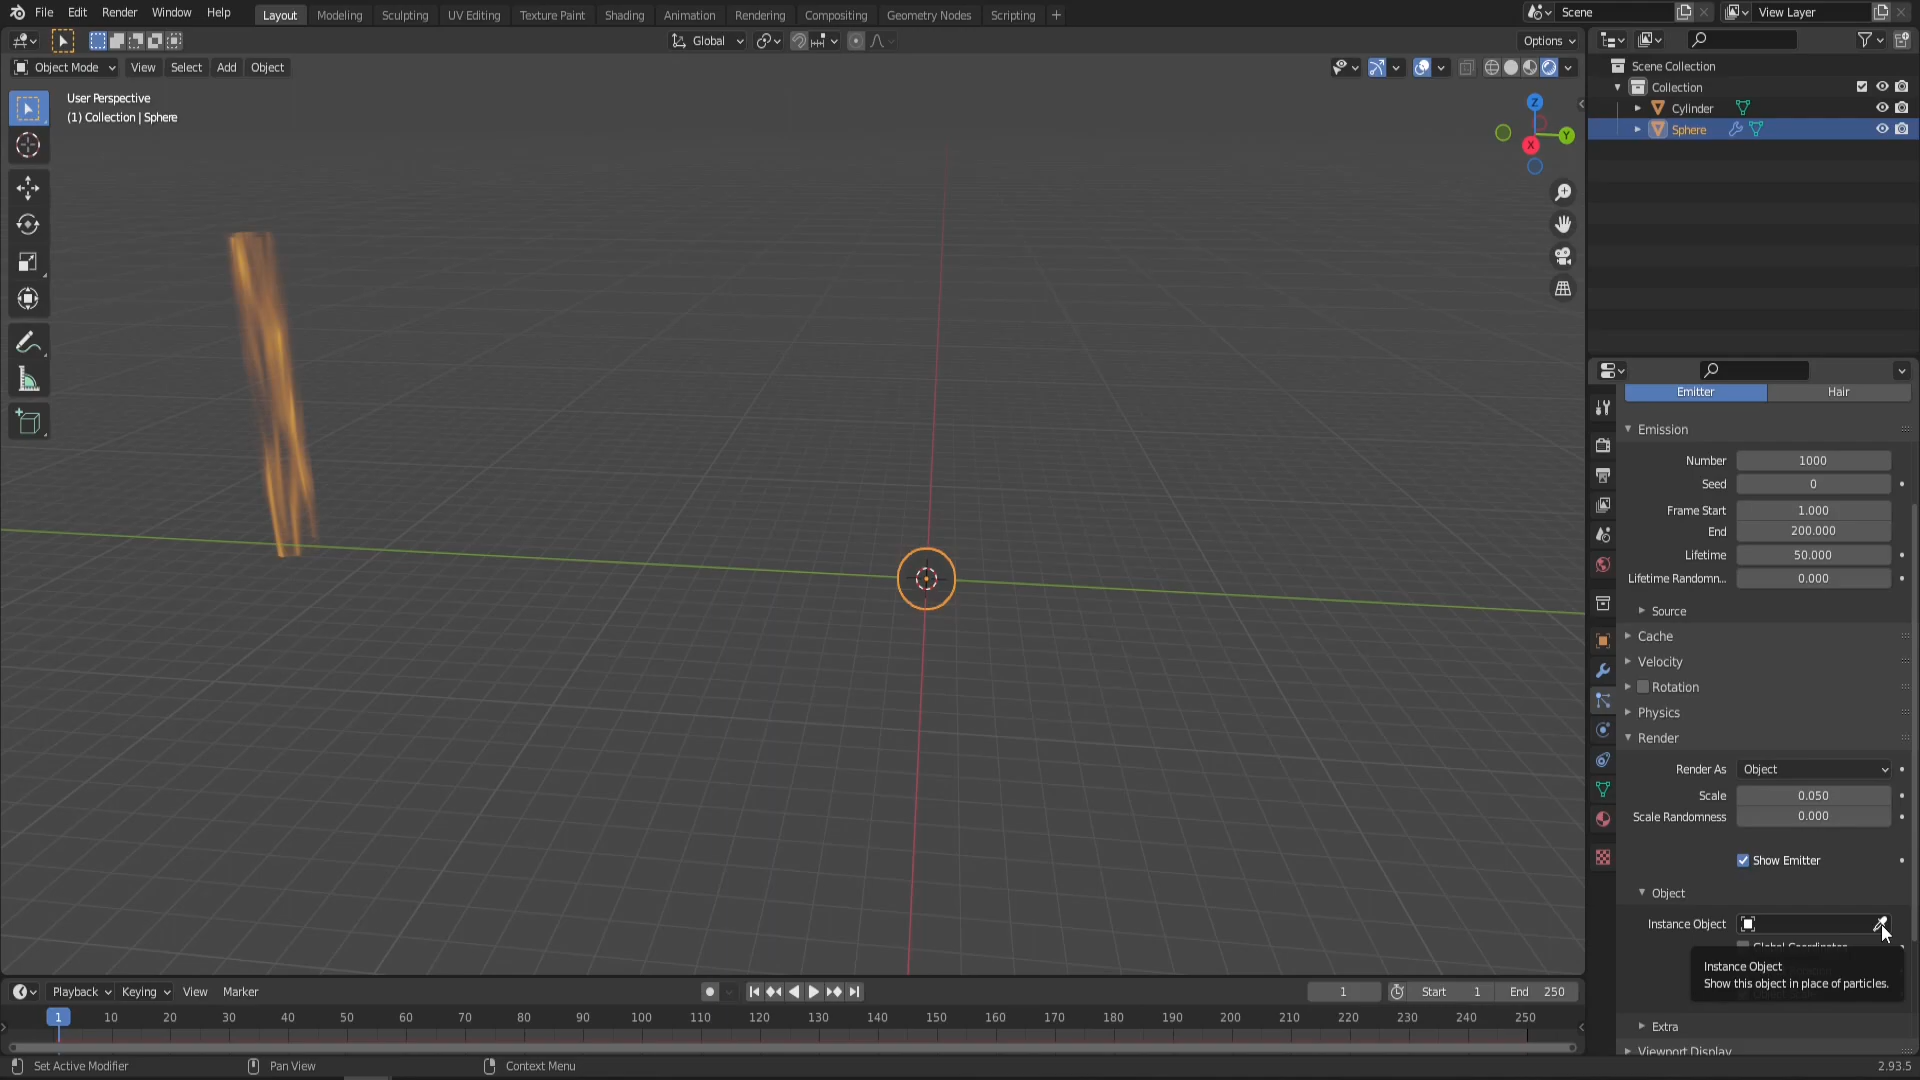 File Edit Render Window Help Layout Modeling Sculpting UV Editing Texture Paint Shading Animation Rendering Compositing Geometry Nodes Scripting + Scene View Layer
Global Options
Object Mode View Select Add Object
User Perspective
(1) Collection | Sphere
Z
Y
X
Scene Collection
Collection
Cylinder
Sphere
Emitter Hair
Emission
Number 1000
Seed 0
Frame Start 1.000
End 200.000
Lifetime 50.000
Lifetime Randomn.. 0.000
Source
Cache
Velocity
Rotation
Physics
Render
Render As Object
Scale 0.050
Scale Randomness 0.000
Show Emitter
Object
Instance Object
Global Coordinates
Instance Object
Show this object in place of particles.
Extra
Viewport Display
Playback Keying View Marker 1 Start 1 End 250
1 10 20 30 40 50 60 70 80 90 100 110 120 130 140 150 160 170 180 190 200 210 220 230 240 250
Set Active Modifier Pan View Context Menu 2.93.5